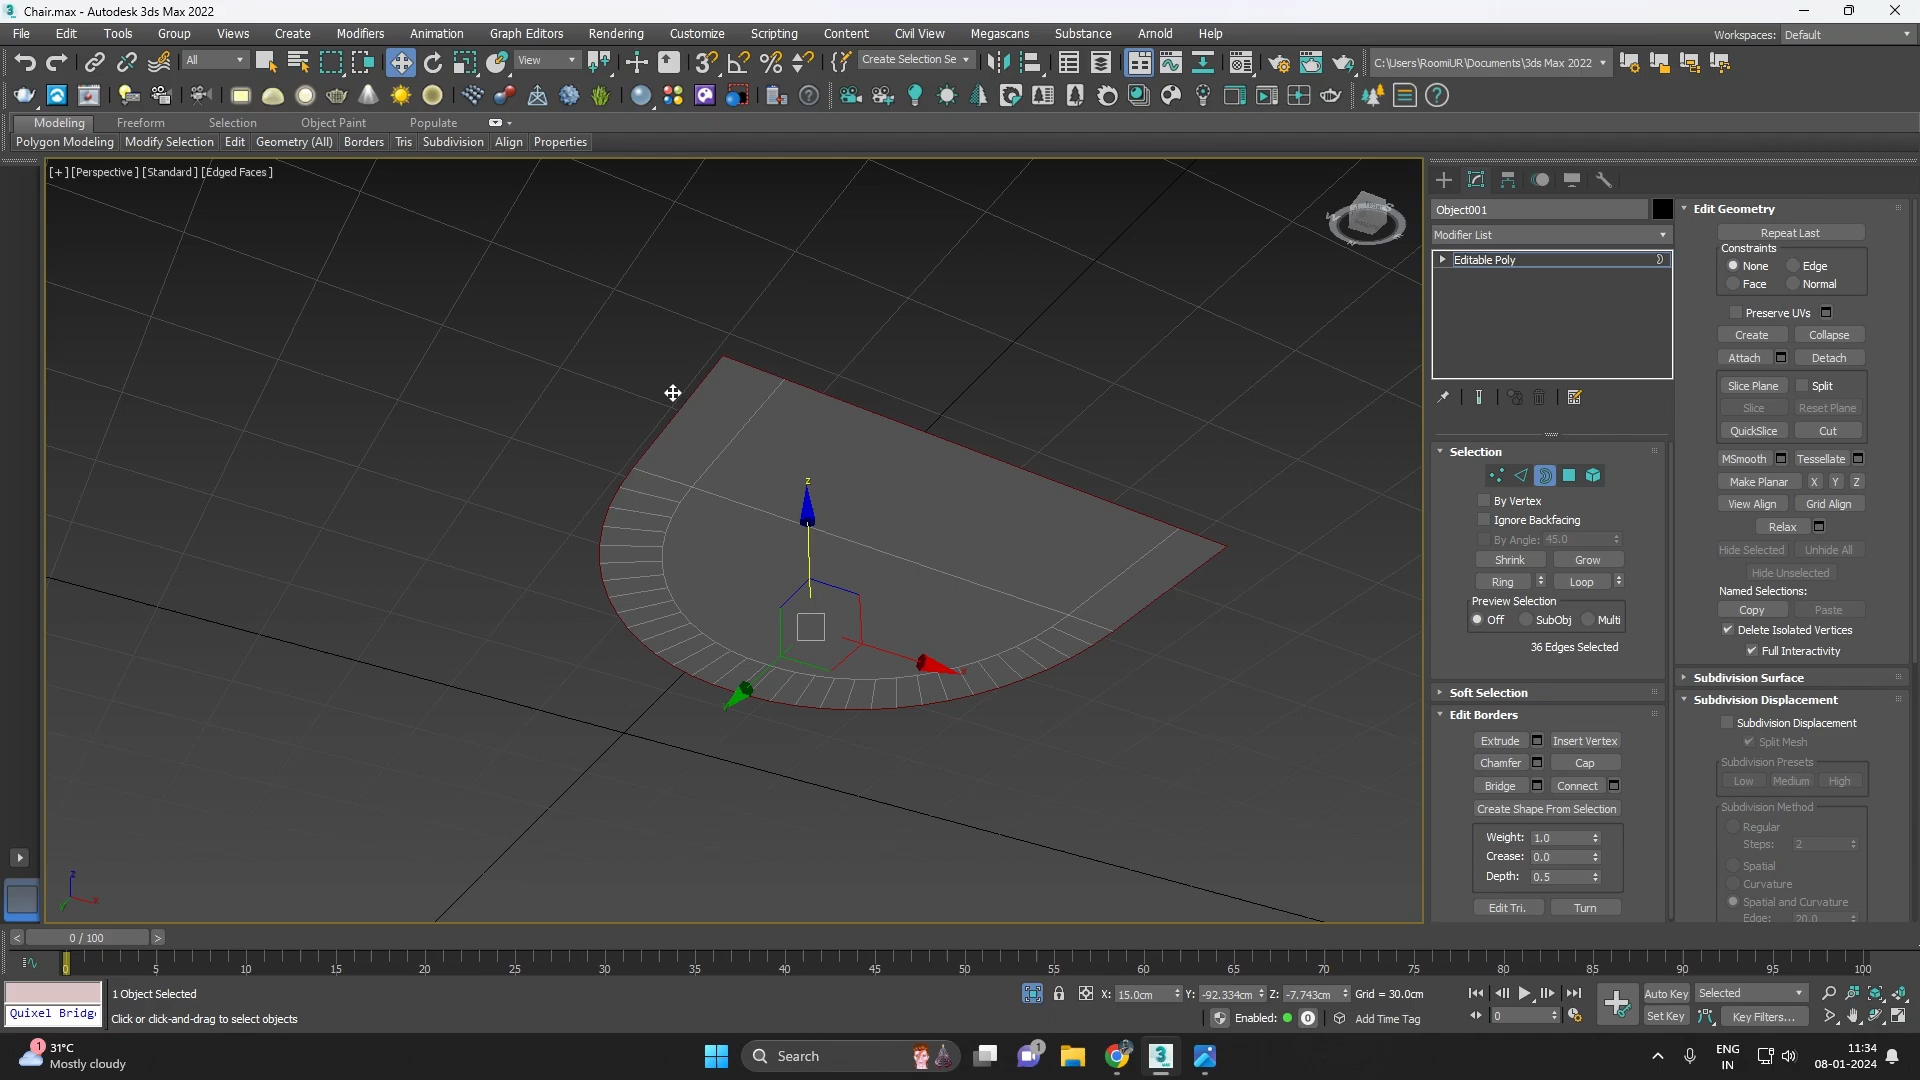 Chair.max - Autodesk 3ds Max 2022
File Edit Tools Group Views Create Modifiers Animation Graph Editors Rendering Customize Scripting Content Civil View Megascans Substance Arnold Help
Workspaces: Default
All View Create Selection Se C:\Users\RoomiUR\Documents\3ds Max 2022
Modeling Freeform Selection Object Paint Populate
Polygon Modeling Modify Selection Edit Geometry (All) Borders Tris Subdivision Align Properties
[+] [Perspective ] [Standard ] [Edged Faces ]
z
x
z
x
y
Object001
Modifier List
Editable Poly
Selection
By Vertex
Ignore Backfacing
By Angle: 45.0
Shrink Grow
Ring Loop
Preview Selection
Off SubObj Multi
36 Edges Selected
Soft Selection
Edit Borders
Extrude Insert Vertex
Chamfer Cap
Bridge Connect
Create Shape From Selection
Weight: 1.0
Crease: 0.0
Depth: 0.5
Edit Tri. Turn
Edit Geometry
Repeat Last
Constraints
None Edge
Face Normal
Preserve UVs
Create Collapse
Attach Detach
Slice Plane Split
Slice Reset Plane
QuickSlice Cut
MSmooth Tessellate
Make Planar X Y Z
View Align Grid Align
Relax
Hide Selected Unhide All
Hide Unselected
Named Selections:
Copy Paste
Delete Isolated Vertices
Full Interactivity
Subdivision Surface
Subdivision Displacement
Subdivision Displacement
Split Mesh
Subdivision Presets
Low Medium High
Subdivision Method
Regular
Steps: 2
Spatial
Curvature
Spatial and Curvature
Edge: 20.0
< 0 / 100 >
0 5 10 15 20 25 30 35 40 45 50 55 60 65 70 75 80 85 90 95 100
1 Object Selected
Quixel Bridg
Click or click-and-drag to select objects
X: 15.0cm Y: -92.334cm Z: -7.743cm Grid = 30.0cm
Enabled: 0 Add Time Tag
0
Auto Key Selected
Set Key Key Filters...
1
31°C
Mostly cloudy
Search
1
ENG
IN
11:34
08-01-2024